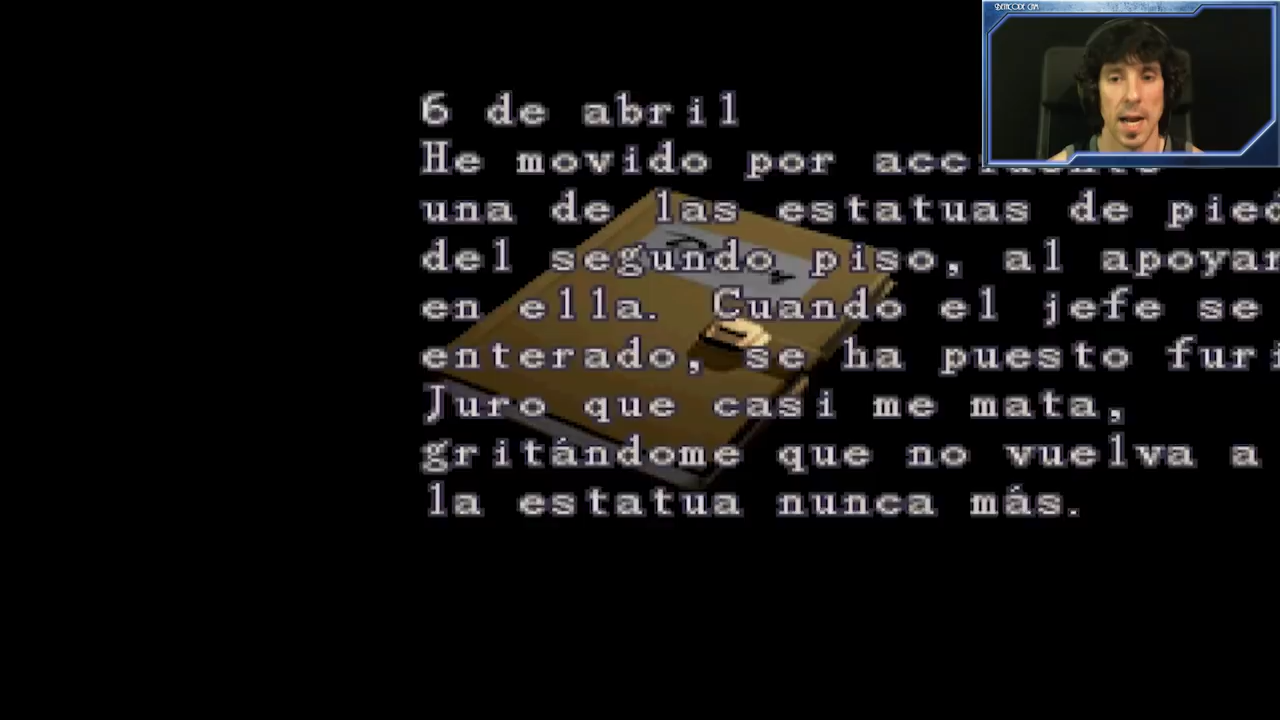 6 de abril
He movido por
una de las estatuas de
del segundo piso, al
en ella. Cuando el jefe se
enterado, se ha puesto
Juro que casi me mata,
gritándome que no vuelva a
la estatua nunca más.